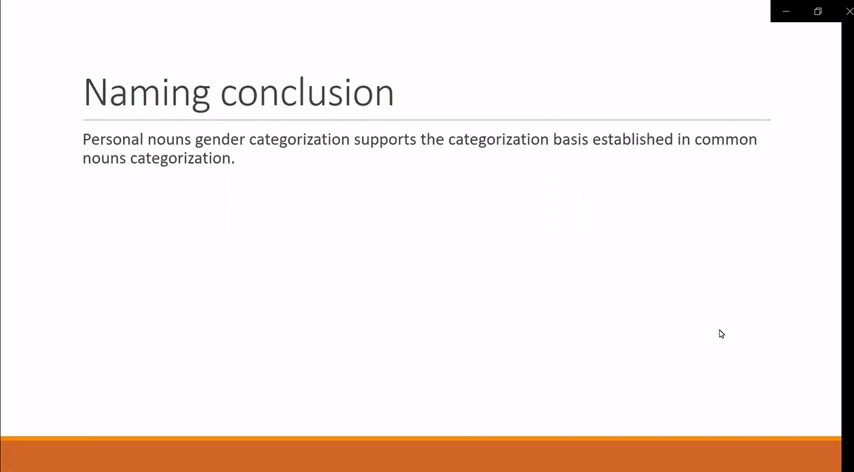 Naming conclusion
Personal nouns gender categorization supports the categorization basis established in common
nouns categorization.